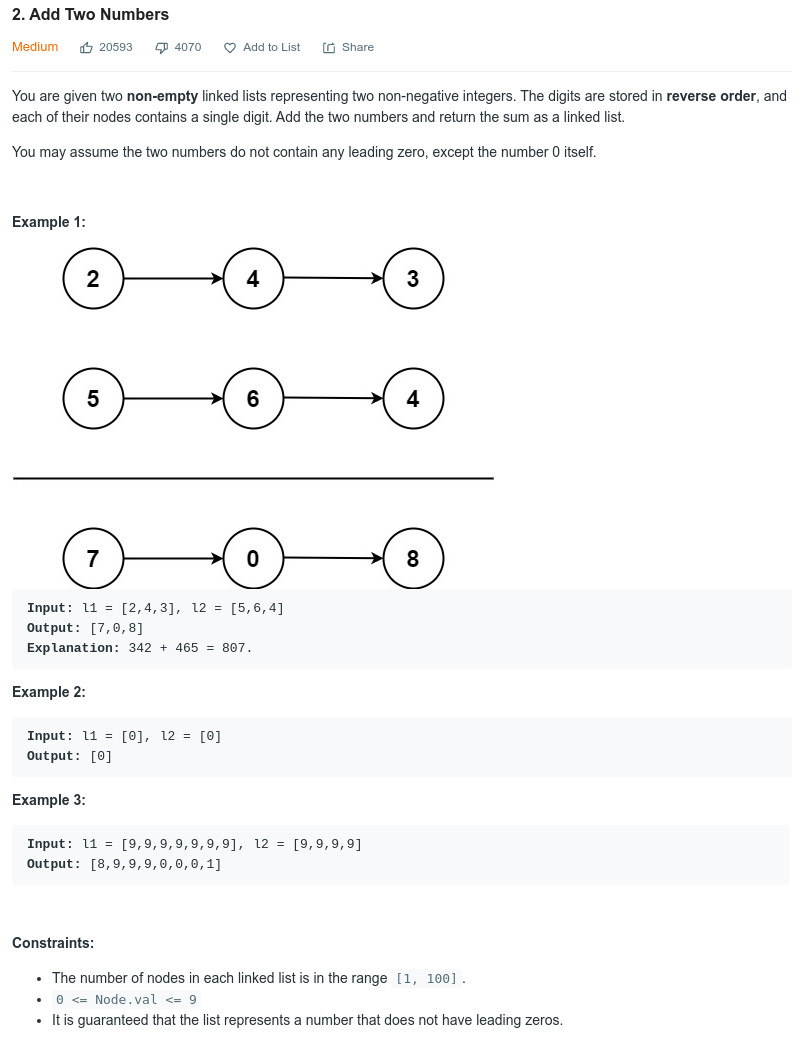 2. Add Two Numbers
Medium 20593 4070 Add to List Share
You are given two non-empty linked lists representing two non-negative integers. The digits are stored in reverse order, and
each of their nodes contains a single digit. Add the two numbers and return the sum as a linked list.
You may assume the two numbers do not contain any leading zero, except the number 0 itself.
Example 1:
2 4 3
5 6 4
7 0 8
Input: l1 = [2,4,3], l2 = [5,6,4]
Output: [7,0,8]
Explanation: 342 + 465 = 807.
Example 2:
Input: l1 = [0], l2 = [0]
Output: [0]
Example 3:
Input: l1 = [9,9,9,9,9,9,9], l2 = [9,9,9,9]
Output: [8,9,9,9,0,0,0,1]
Constraints:
• The number of nodes in each linked list is in the range [1, 100].
• 0 <= Node.val <= 9
• It is guaranteed that the list represents a number that does not have leading zeros.